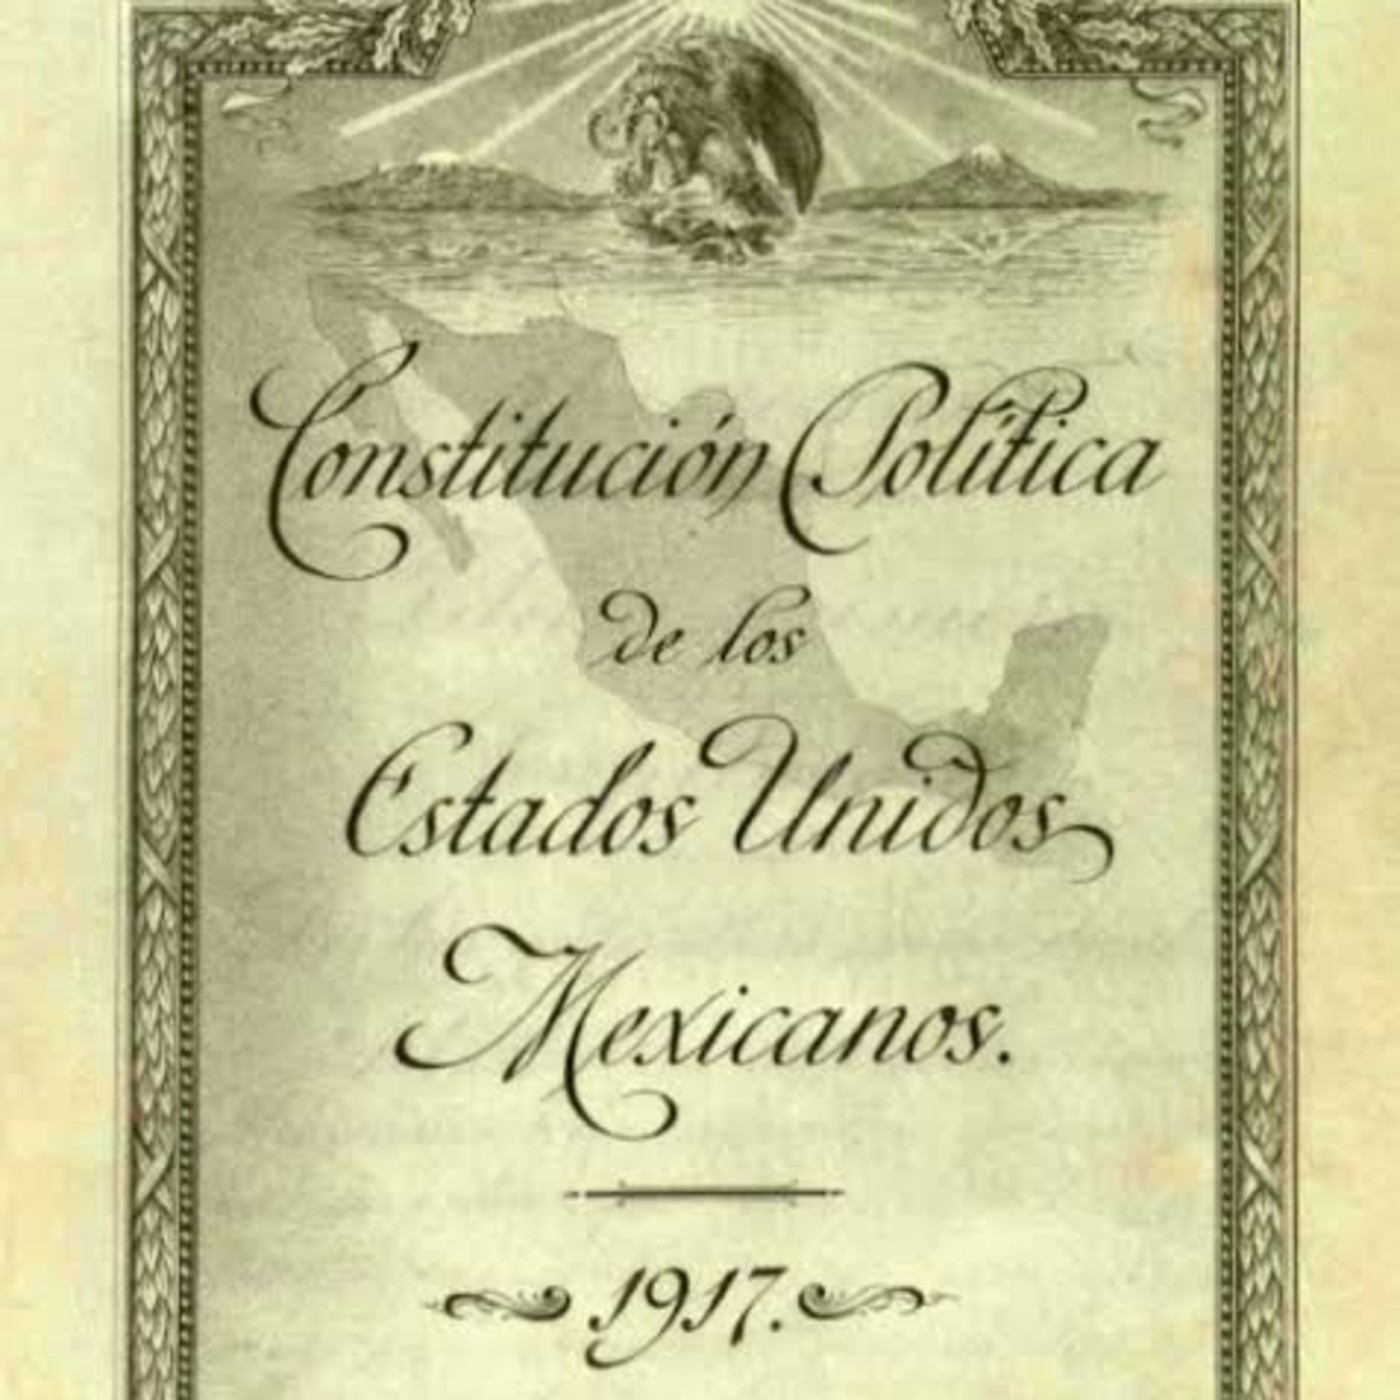 Constitución Política
de los
Estados Unidos
Mexicanos.
1917.